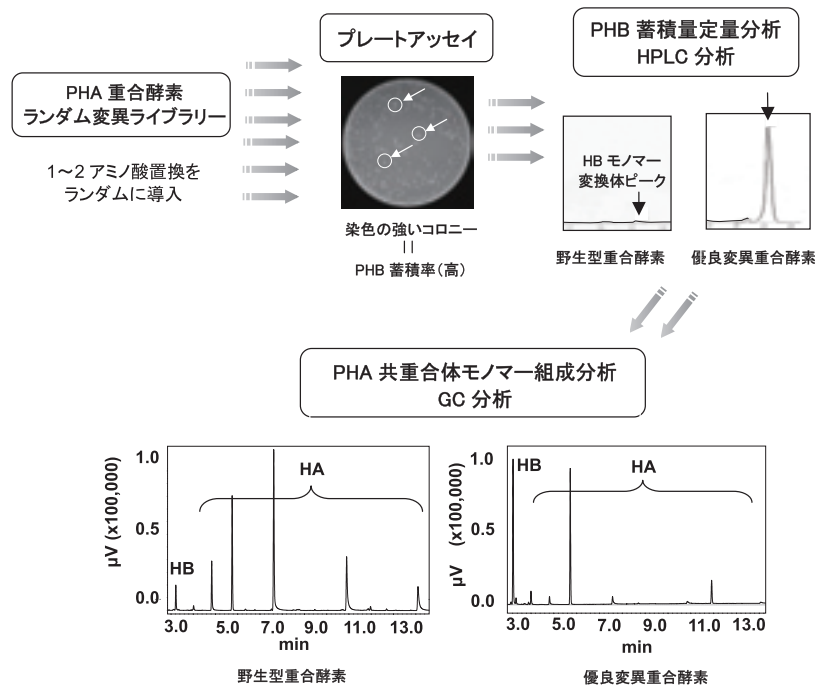 PHA 重合酵素
ランダム変異ライブラリー
1～2 アミノ酸置換を
ランダムに導入
プレートアッセイ
染色の強いコロニー
=
PHB 蓄積率（高）
PHB 蓄積量定量分析
HPLC 分析
HB モノマー
変換体ピーク
野生型重合酵素
優良変異重合酵素
PHA 共重合体モノマー組成分析
GC 分析
μV (x100,000)
1.0
0.5
0.0
HB
HA
3.0 5.0 7.0 9.0 11.0 13.0
min
野生型重合酵素
μV (x100,000)
1.0
0.5
0.0
HB
HA
3.0 5.0 7.0 9.0 11.0 13.0
min
優良変異重合酵素